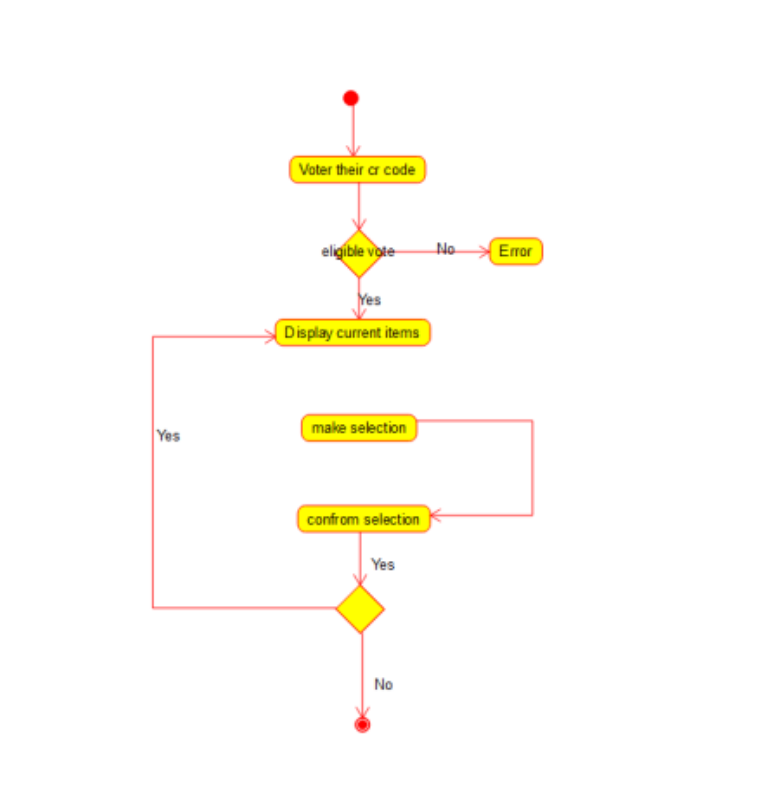 Voter their cr code
eligible vote
No
Error
Yes
Display current items
Yes
make selection
confrom selection
Yes
No